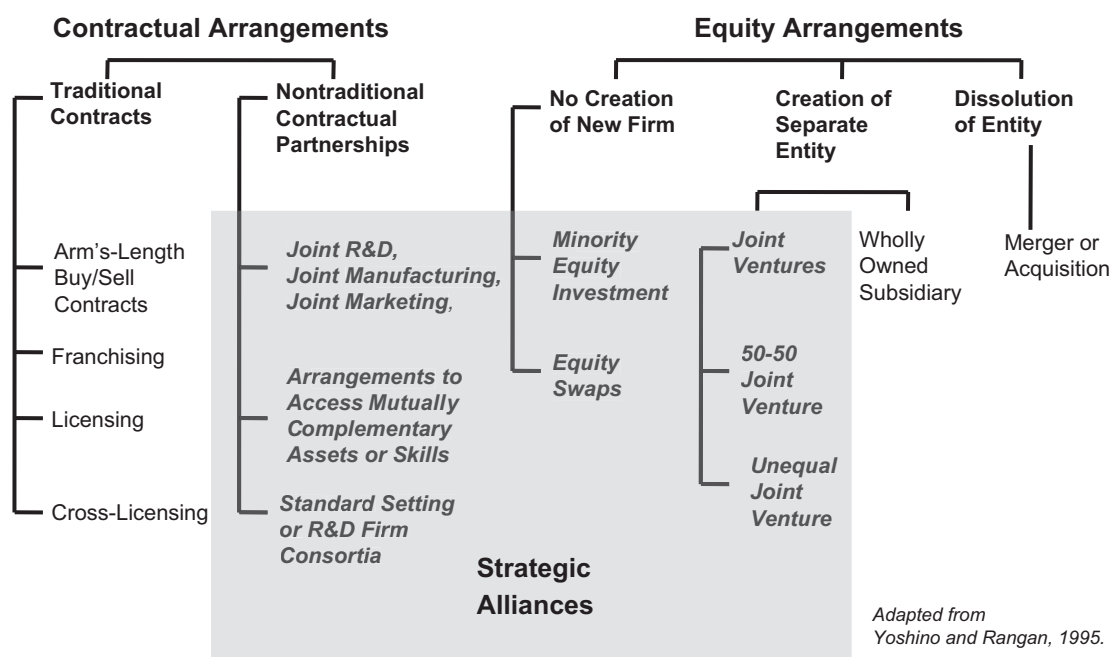 Contractual Arrangements
Equity Arrangements
Traditional
Contracts
Nontraditional
Contractual
Partnerships
No Creation
of New Firm
Creation of
Separate
Entity
Dissolution
of Entity
Arm’s-Length
Buy/Sell
Contracts
Franchising
Licensing
Cross-Licensing
Joint R&D,
Joint Manufacturing,
Joint Marketing,
Arrangements to
Access Mutually
Complementary
Assets or Skills
Standard Setting
or R&D Firm
Consortia
Minority
Equity
Investment
Equity
Swaps
Joint
Ventures
50-50
Joint
Venture
Unequal
Joint
Venture
Wholly
Owned
Subsidiary
Merger or
Acquisition
Strategic
Alliances
Adapted from
Yoshino and Rangan, 1995.